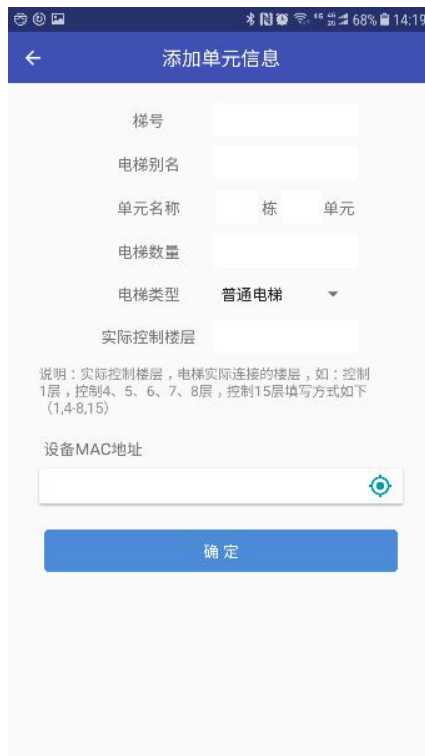 68% 14:19
添加单元信息
梯号
电梯别名
单元名称 栋 单元
电梯数量
电梯类型 普通电梯
实际控制楼层
说明：实际控制楼层，电梯实际连接的楼层，如：控制
1层，控制4、5、6、7、8层，控制15层填写方式如下
（1,4-8,15）
设备MAC地址
确 定